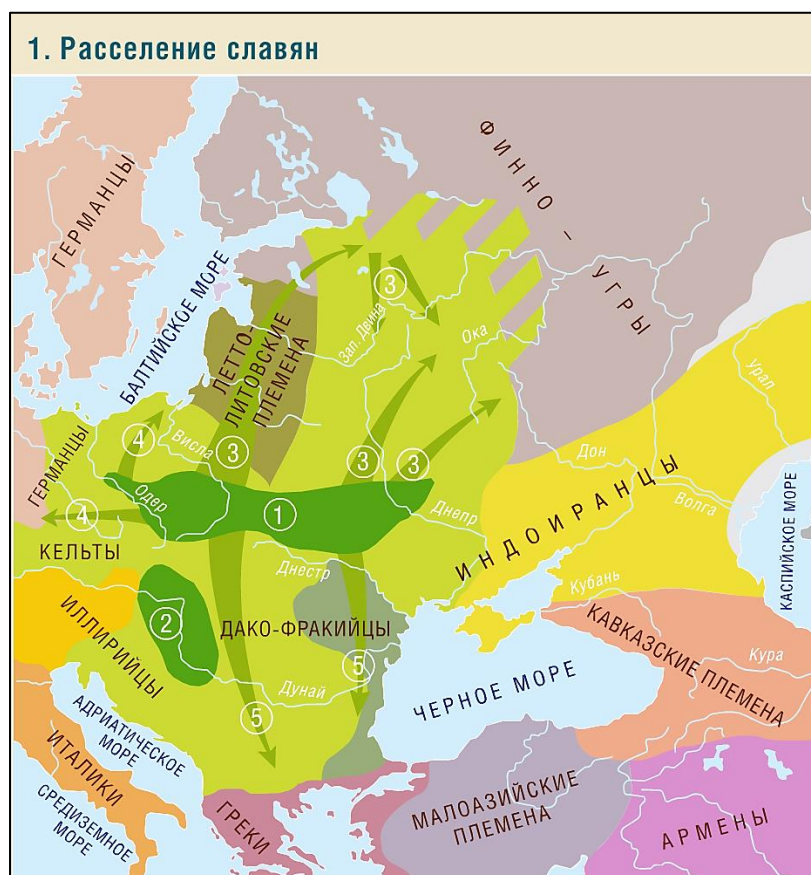 1. Расселение славян
ФИННО –
УГРЫ
ГЕРМАНЦЫ
БАЛТИЙСКОЕ МОРЕ
3
Зап. Двина
Ока
ЛЕТТО-
ЛИТОВСКИЕ
ПЛЕМЕНА
Урал
4
Висла
3
3
3
Дон
ГЕРМАНЦЫ
Одер
1
Днепр
Волга
4
ИНДОИРАНЦЫ
КАСПИЙСКОЕ МОРЕ
КЕЛЬТЫ
Днестр
Кубань
ИЛЛИРИЙЦЫ
2
ДАКО-ФРАКИЙЦЫ
КАВКАЗСКИЕ ПЛЕМЕНА
Кура
5
Дунай
5
ЧЕРНОЕ МОРЕ
АДРИАТИЧЕСКОЕ
МОРЕ
ИТАЛИКИ
СРЕДИЗЕМНОЕ
МОРЕ
ГРЕКИ
МАЛОАЗИЙСКИЕ
ПЛЕМЕНА
АРМЕНЫ